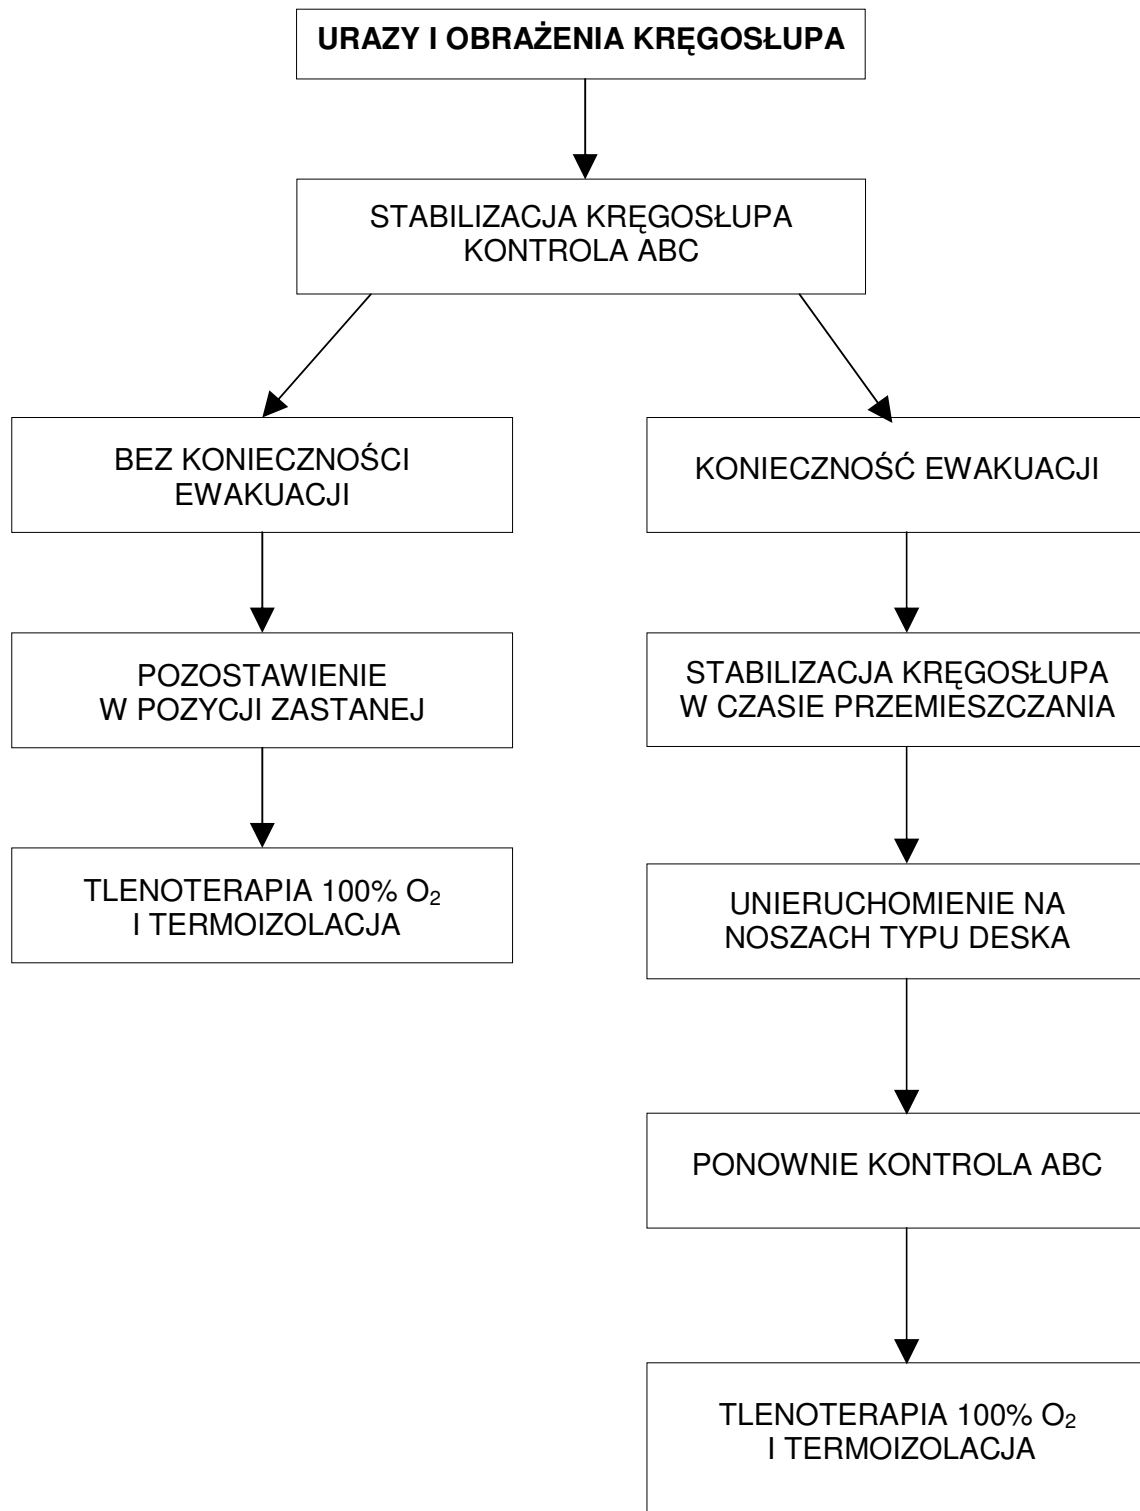 URAZY I OBRAŻENIA KRĘGOSŁUPA
STABILIZACJA KRĘGOSŁUPA
KONTROLA ABC
BEZ KONIECZNOŚCI
EWAKUACJI
POZOSTAWIENIE
W POZYCJI ZASTANEJ
TLENOTERAPIA 100% O₂
I TERMOIZOLACJA
KONIECZNOŚĆ EWAKUACJI
STABILIZACJA KRĘGOSŁUPA
W CZASIE PRZEMIESZCZANIA
UNIERUCHOMIENIE NA
NOSZACH TYPU DESKA
PONOWNIE KONTROLA ABC
TLENOTERAPIA 100% O₂
I TERMOIZOLACJA